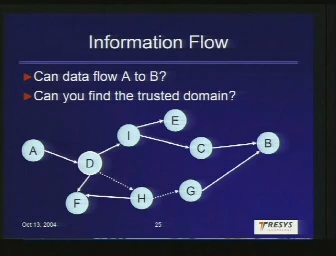 Information Flow
Can data flow A to B?
Can you find the trusted domain?
E
I
A
D
C
B
F
H
G
Oct 13, 2004
25
TRESYS